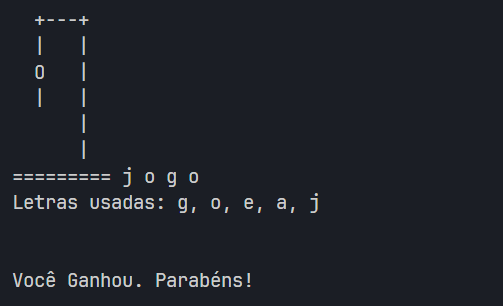 +---+
|   |
O   |
|   |
    |
    |
========= j o g o
Letras usadas: g, o, e, a, j
Você Ganhou. Parabéns!